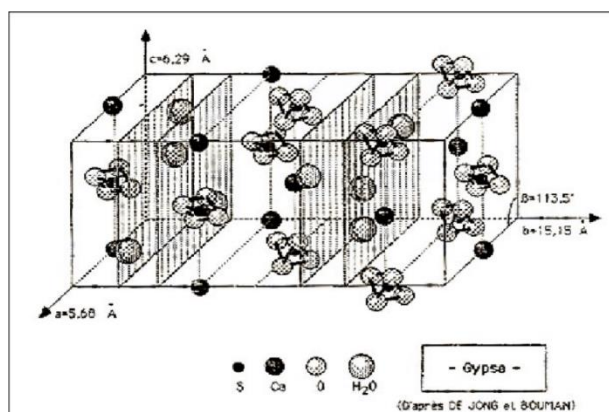 c=6,29 Å
β=113.5°
b=15,15 Å
a=5.68 Å
S Ca O H₂O
- Gypse -
(D'après DE JONG et BOUMAN)